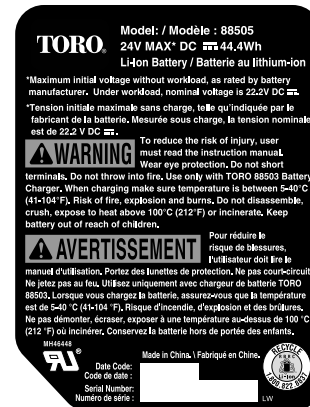 TORO®
Model: / Modèle : 88505
24V MAX* DC 44.4Wh
Li-Ion Battery / Batterie au lithium-ion
*Maximum initial voltage without workload, as rated by battery
manufacturer. Under workload, nominal voltage is 22.2V DC.
*Tension initiale maximale sans charge, telle qu'indiquée par le
fabricant de la batterie. Mesurée sous charge, la tension nominale
est de 22.2 V DC.
WARNING
To reduce the risk of injury, user
must read the instruction manual.
Wear eye protection. Do not short
terminals. Do not throw into fire. Use only with TORO 88503 Battery
Charger. When charging make sure temperature is between 5-40°C
(41-104°F). Risk of fire, explosion and burns. Do not disassemble,
crush, expose to heat above 100°C (212°F) or incinerate. Keep
battery out of reach of children.
AVERTISSEMENT
Pour réduire le
risque de blessures,
l'utilisateur doit lire le
manuel d'utilisation. Portez des lunettes de protection. Ne pas court-circuit
Ne jetez pas au feu. Utilisez uniquement avec chargeur de batterie TORO
88503. Lorsque vous chargez la batterie, assurez-vous que la température
est de 5-40 °C (41-104 °F). Risque d'incendie, d'explosion et des brûlures.
Ne pas démonter, écraser, exposer à une température au-dessus de 100 °C
(212 °F) où incinérer. Conservez la batterie hors de portée des enfants.
MH46448
Made in China. \ Fabriqué en Chine.
Date Code:
Code de date :
Serial Number:
Numéro de série :
LW
RECYCLE
RBRC
Li-Ion
1.800.822.8837